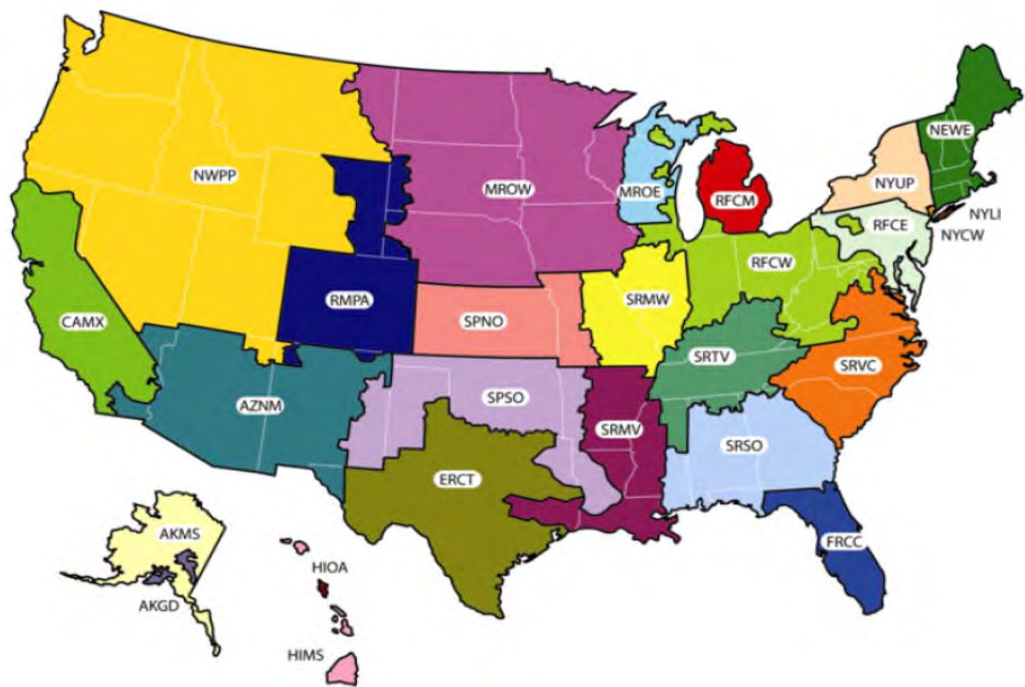 NEWE
NWPP
MROW
MROE
RFCM
NYUP
NYLI
RFCE
NYCW
RFCW
RMPA
SRMW
CAMX
SPNO
SRTV
SRVC
AZNM
SPSO
SRMV
SRSO
ERCT
AKMS
FRCC
HIOA
AKGD
HIMS